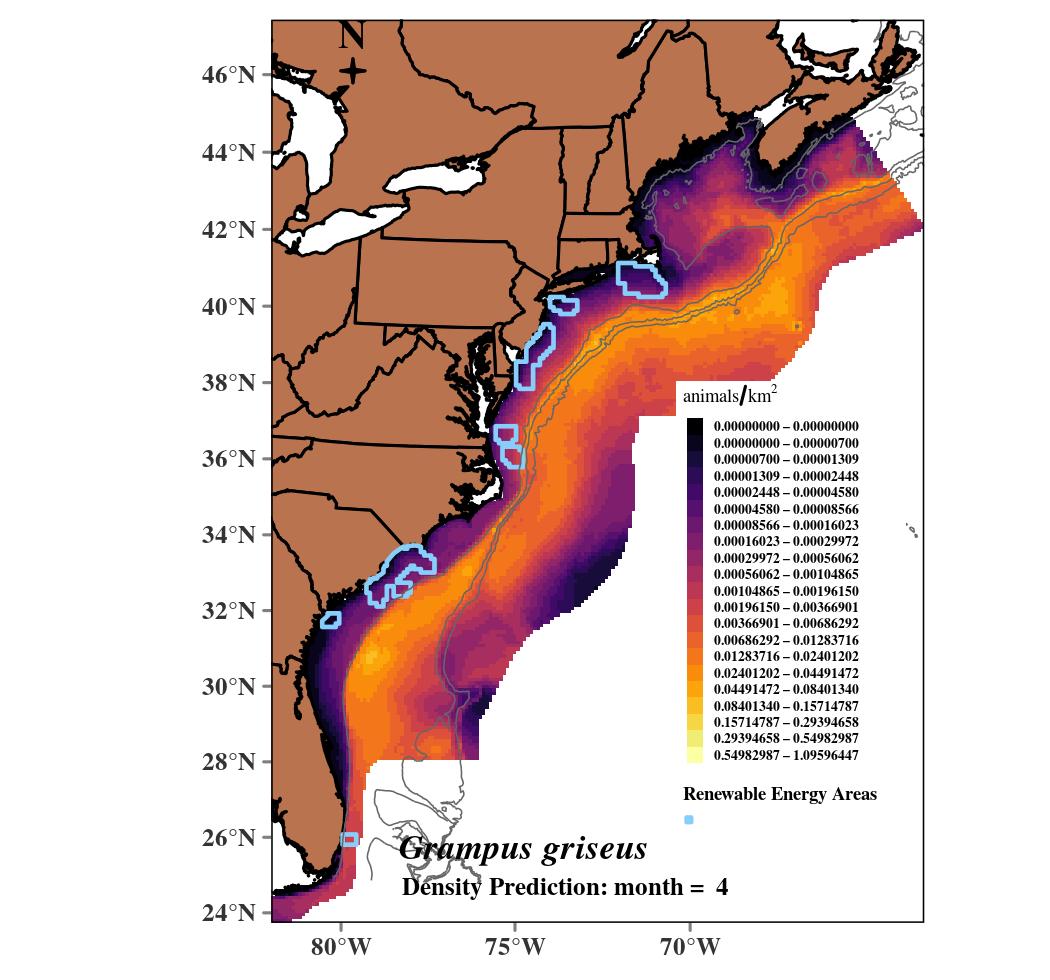 N
46°N
44°N
42°N
40°N
38°N
36°N
34°N
32°N
30°N
28°N
26°N
24°N
animals/km²
0.00000000 – 0.00000000
0.00000000 – 0.00000700
0.00000700 – 0.00001309
0.00001309 – 0.00002448
0.00002448 – 0.00004580
0.00004580 – 0.00008566
0.00008566 – 0.00016023
0.00016023 – 0.00029972
0.00029972 – 0.00056062
0.00056062 – 0.00104865
0.00104865 – 0.00196150
0.00196150 – 0.00366901
0.00366901 – 0.00686292
0.00686292 – 0.01283716
0.01283716 – 0.02401202
0.02401202 – 0.04491472
0.04491472 – 0.08401340
0.08401340 – 0.15714787
0.15714787 – 0.29394658
0.29394658 – 0.54982987
0.54982987 – 1.09596447
Renewable Energy Areas
Grampus griseus
Density Prediction: month = 4
80°W
75°W
70°W